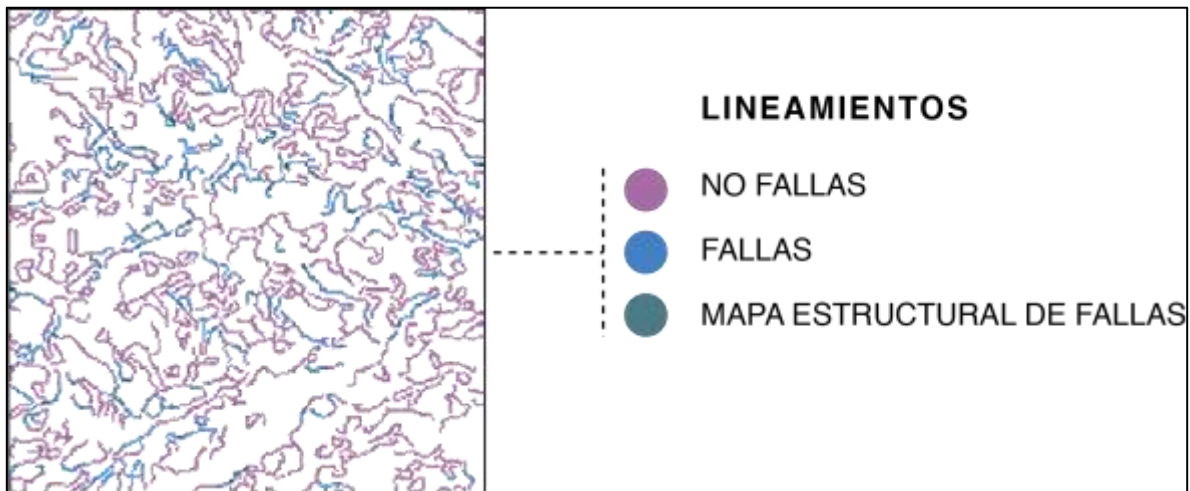 LINEAMIENTOS
NO FALLAS
FALLAS
MAPA ESTRUCTURAL DE FALLAS